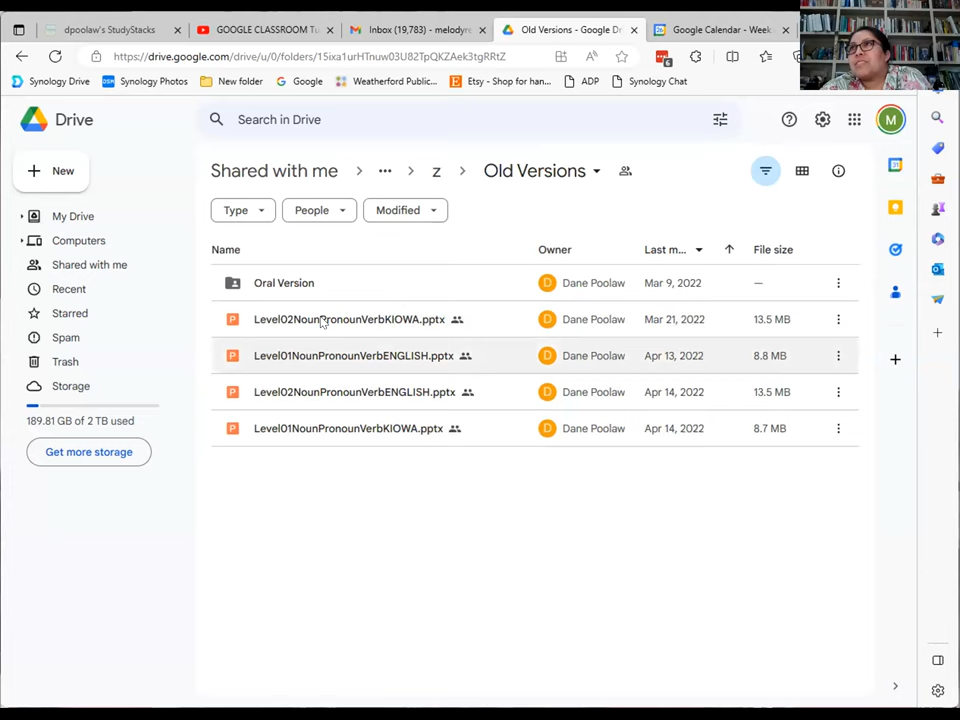 dpoolaw's StudyStacks
GOOGLE CLASSROOM Tu
Inbox (19,783) - melodyre
Old Versions - Google Dr
Google Calendar - Week
https://drive.google.com/drive/u/0/folders/15ixa1urHTnuw03U82TpQKZAek3tgRRtZ
6
Synology Drive
Synology Photos
New folder
Google
Weatherford Public...
Etsy - Shop for han...
ADP
Synology Chat
Drive
Search in Drive
M
New
Shared with me
z
Old Versions
Type
People
Modified
My Drive
Computers
Shared with me
Recent
Starred
Spam
Trash
Storage
189.81 GB of 2 TB used
Get more storage
Name
Owner
Last m...
File size
Oral Version
D
Dane Poolaw
Mar 9, 2022
—
P
Level02NounPronounVerbKIOWA.pptx
D
Dane Poolaw
Mar 21, 2022
13.5 MB
P
Level01NounPronounVerbENGLISH.pptx
D
Dane Poolaw
Apr 13, 2022
8.8 MB
P
Level02NounPronounVerbENGLISH.pptx
D
Dane Poolaw
Apr 14, 2022
13.5 MB
P
Level01NounPronounVerbKIOWA.pptx
D
Dane Poolaw
Apr 14, 2022
8.7 MB